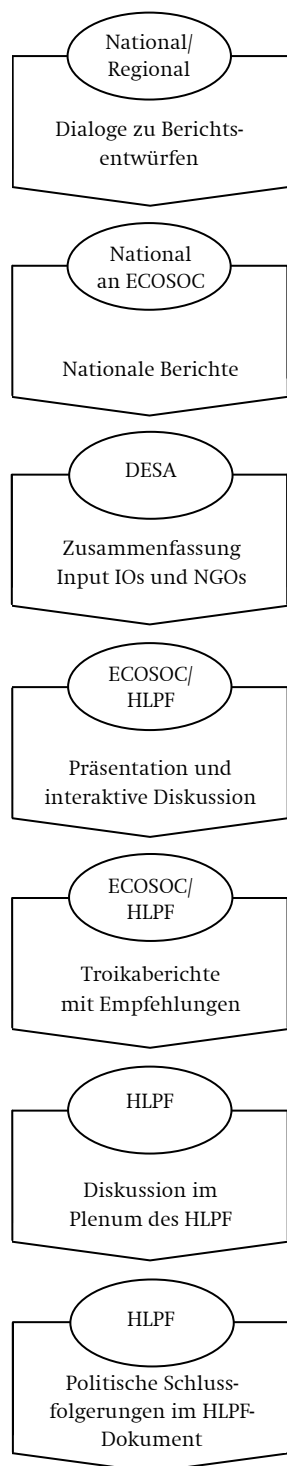 National/
Regional
Dialoge zu Berichts-
entwürfen
National
an ECOSOC
Nationale Berichte
DESA
Zusammenfassung
Input IOs und NGOs
ECOSOC/
HLPF
Präsentation und
interaktive Diskussion
ECOSOC/
HLPF
Troikaberichte
mit Empfehlungen
HLPF
Diskussion im
Plenum des HLPF
HLPF
Politische Schluss-
folgerungen im HLPF-
Dokument